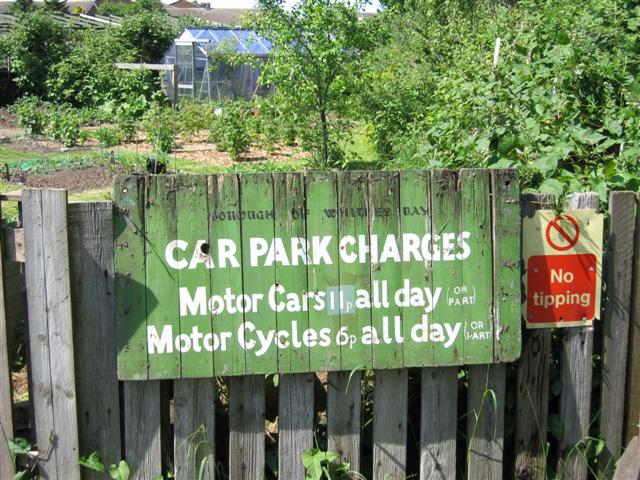 BOROUGH OF WHITLEY BAY
CAR PARK CHARGES
Motor Cars 11p all day (OR PART)
Motor Cycles 6p all day (OR PART)
No
tipping